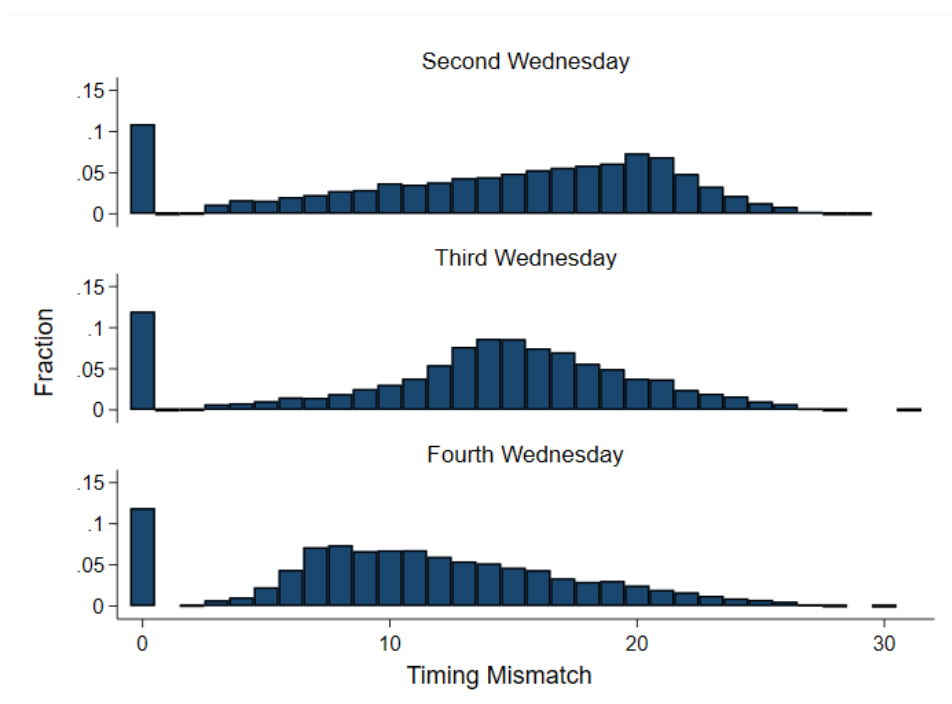 Second Wednesday
.15
.1
.05
0
Third Wednesday
.15
.1
.05
0
Fraction
Fourth Wednesday
.15
.1
.05
0
0 10 20 30
Timing Mismatch